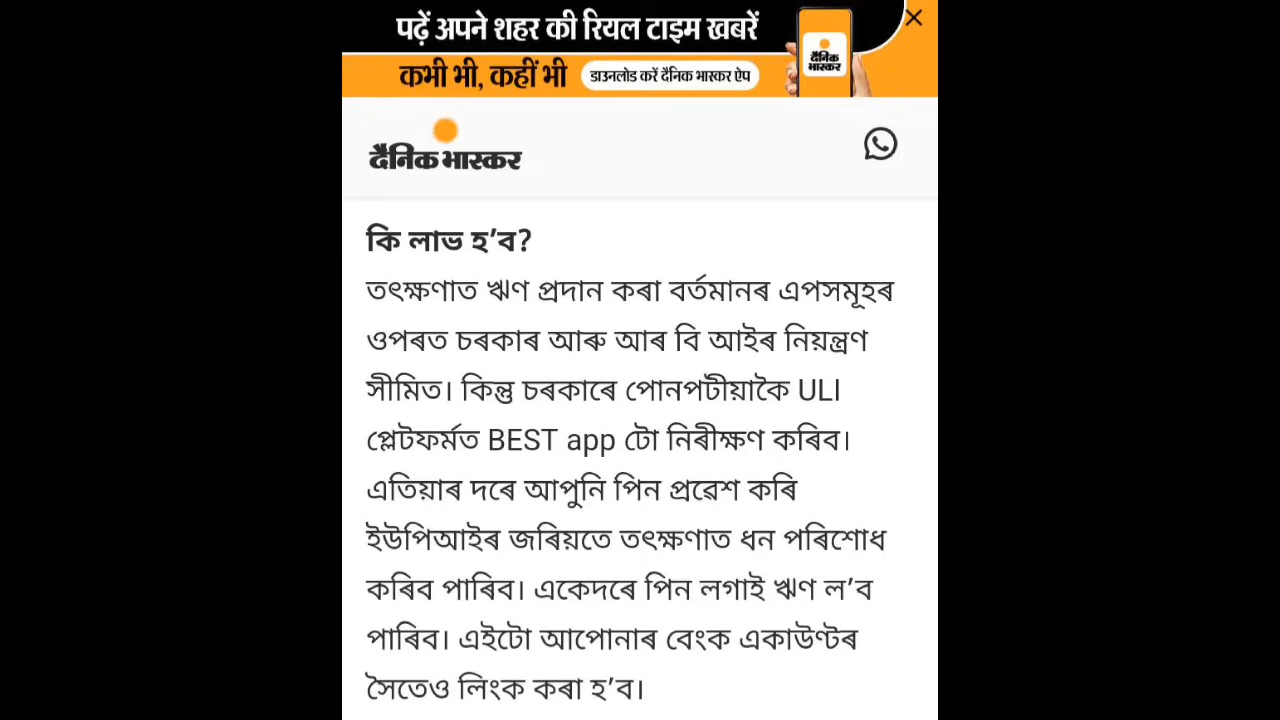 पढ़ें अपने शहर की रियल टाइम खबरें
कभी भी, कहीं भी
डाउनलोड करें दैनिक भास्कर ऐप
दैनिक भास्कर
दैनिक भास्कर
কি লাভ হ’ব?
তৎক্ষণাত ঋণ প্ৰদান কৰা বৰ্তমানৰ এপসমূহৰ
ওপৰত চৰকাৰ আৰু আৰ বি আইৰ নিয়ন্ত্ৰণ
সীমিত। কিন্তু চৰকাৰে পোনপটীয়াকৈ ULI
প্লেটফৰ্মত BEST app টো নিৰীক্ষণ কৰিব।
এতিয়াৰ দৰে আপুনি পিন প্ৰৱেশ কৰি
ইউপিআইৰ জৰিয়তে তৎক্ষণাত ধন পৰিশোধ
কৰিব পাৰিব। একেদৰে পিন লগাই ঋণ ল’ব
পাৰিব। এইটো আপোনাৰ বেংক একাউণ্টৰ
সৈতেও লিংক কৰা হ’ব।